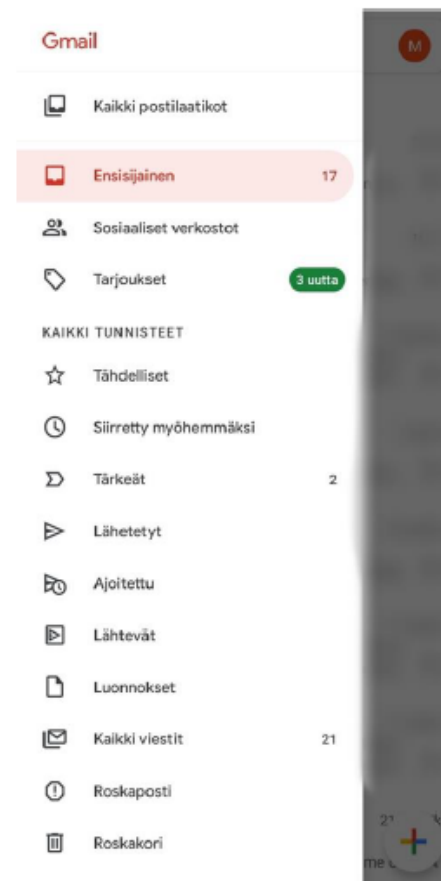 Gmail
M
Kaikki postilaatikot
Ensisijainen 17
Sosiaaliset verkostot
Tarjoukset 3 uutta
KAIKKI TUNNISTEET
Tähdelliset
Siirretty myöhemmäksi
Tärkeät 2
Lähetetyt
Ajoitettu
Lähtevät
Luonnokset
Kaikki viestit 21
Roskaposti
Roskakori